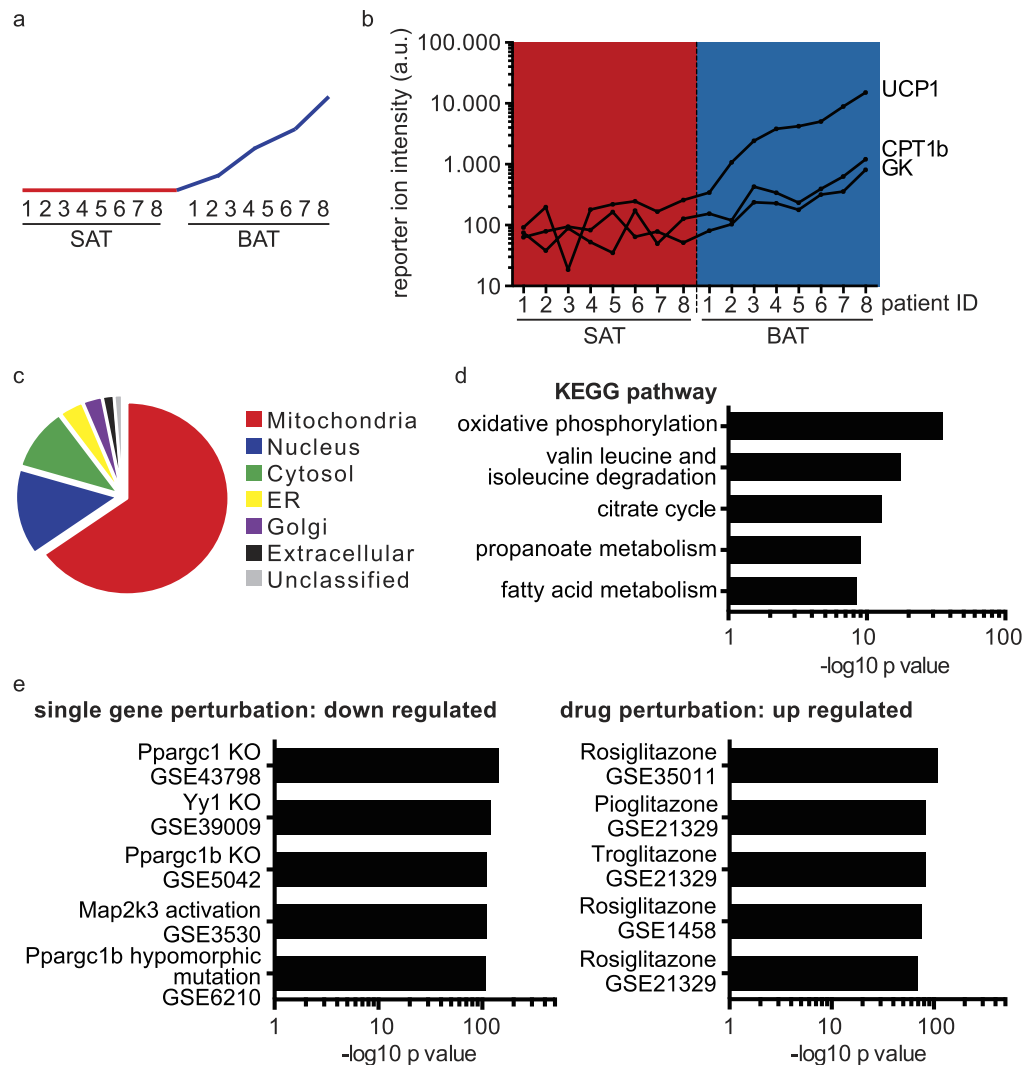 a
1 2 3 4 5 6 7 8
SAT
1 2 3 4 5 6 7 8
BAT
b
reporter ion intensity (a.u.)
100.000
10.000
1.000
100
10
UCP1
CPT1b
GK
1 2 3 4 5 6 7 8
1 2 3 4 5 6 7 8
patient ID
SAT
BAT
c
Mitochondria
Nucleus
Cytosol
ER
Golgi
Extracellular
Unclassified
d
KEGG pathway
oxidative phosphorylation
valin leucine and
isoleucine degradation
citrate cycle
propanoate metabolism
fatty acid metabolism
1 10 100
-log10 p value
e
single gene perturbation: down regulated
Ppargc1 KO
GSE43798
Yy1 KO
GSE39009
Ppargc1b KO
GSE5042
Map2k3 activation
GSE3530
Ppargc1b hypomorphic
mutation
GSE6210
1 10 100
-log10 p value
drug perturbation: up regulated
Rosiglitazone
GSE35011
Pioglitazone
GSE21329
Troglitazone
GSE21329
Rosiglitazone
GSE1458
Rosiglitazone
GSE21329
1 10 100
-log10 p value